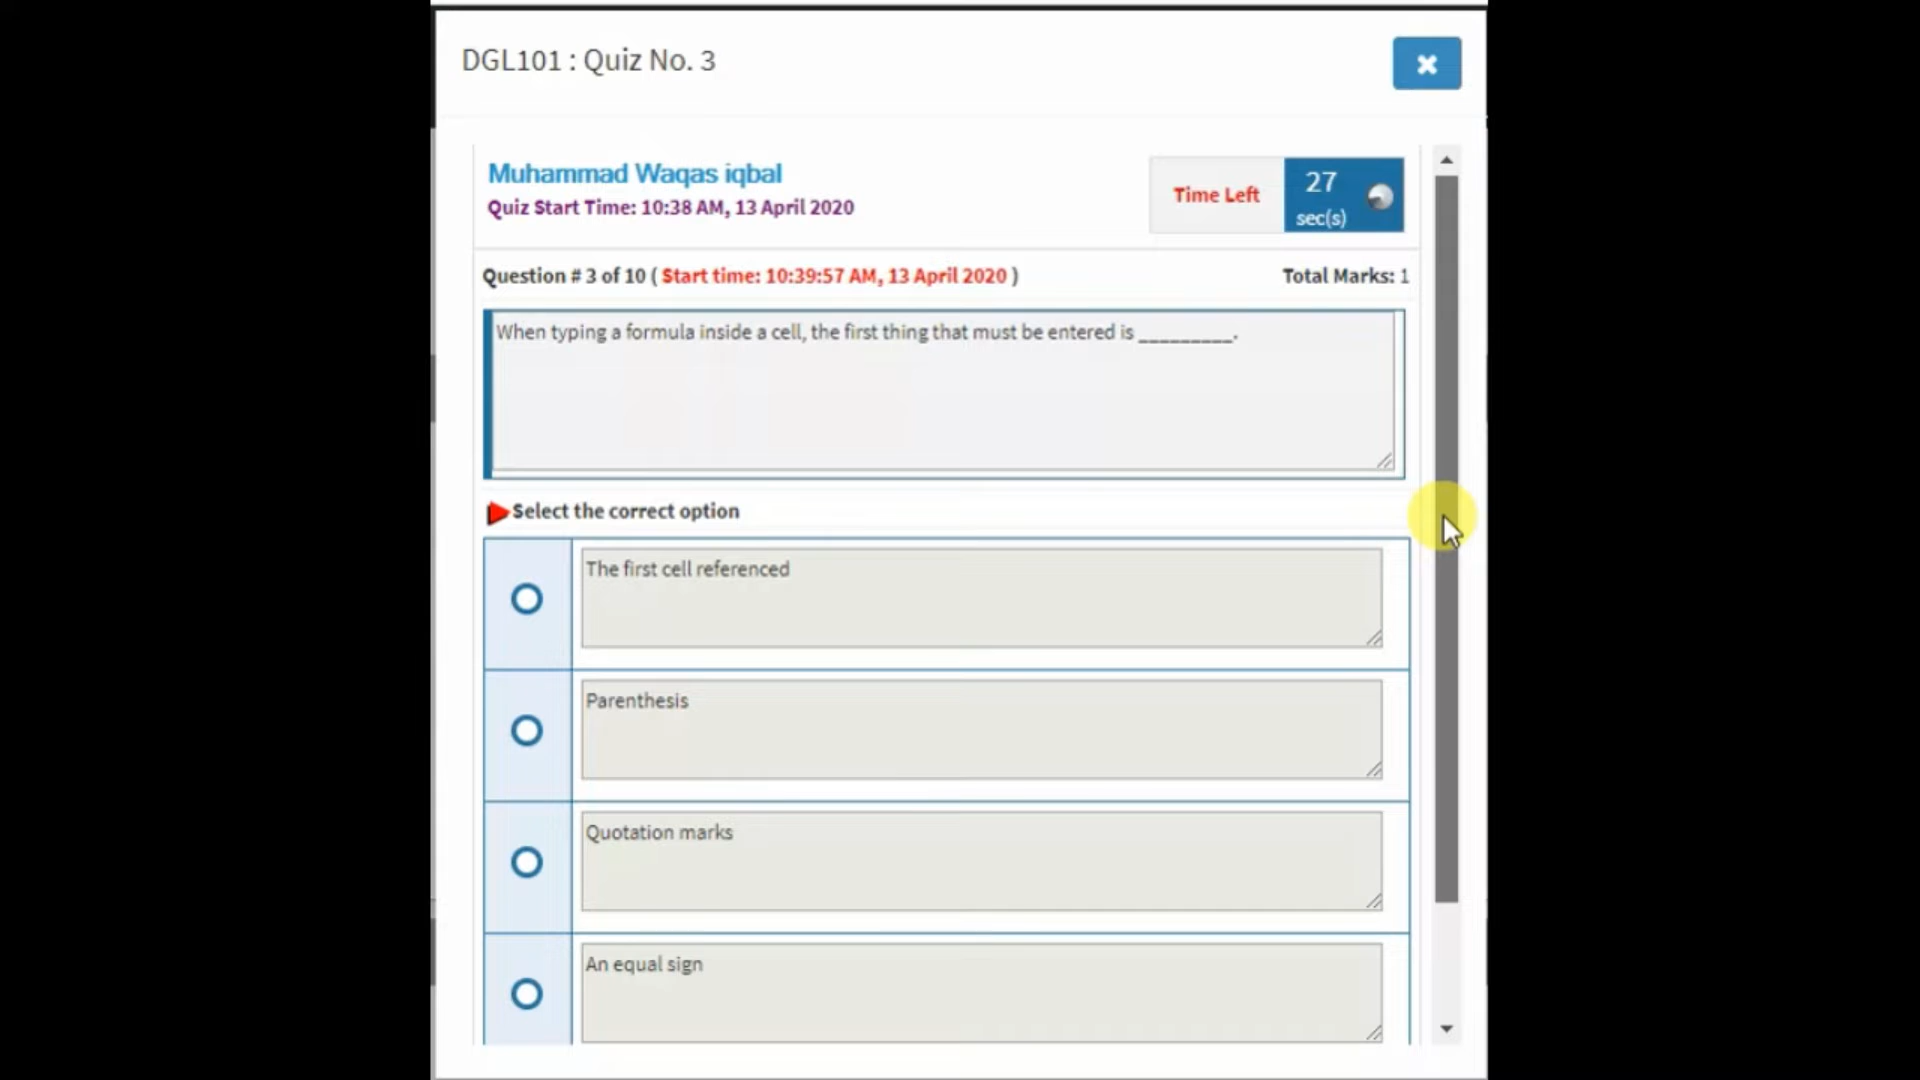 DGL101 : Quiz No. 3
Muhammad Waqas iqbal
Quiz Start Time: 10:38 AM, 13 April 2020
Time Left
27
sec(s)
Question # 3 of 10 ( Start time: 10:39:57 AM, 13 April 2020 )
Total Marks: 1
When typing a formula inside a cell, the first thing that must be entered is _________.
Select the correct option
The first cell referenced
Parenthesis
Quotation marks
An equal sign